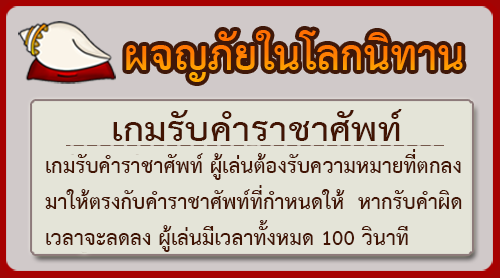 ผจญภัยในโลกนิทาน
เกมรับคำราชาศัพท์
เกมรับคำราชาศัพท์ ผู้เล่นต้องรับความหมายที่ตกลง
มาให้ตรงกับคำราชาศัพท์ที่กำหนดให้ หากรับคำผิด
เวลาจะลดลง ผู้เล่นมีเวลาทั้งหมด 100 วินาที